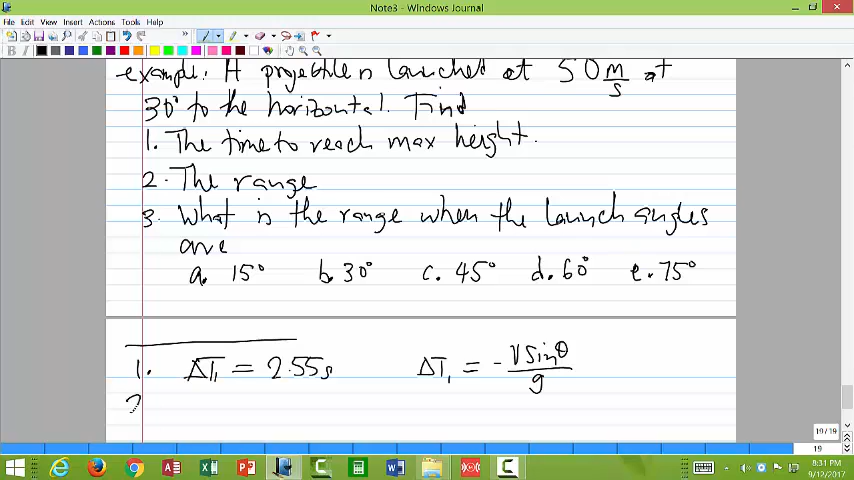 Note3 - Windows Journal
File Edit View Insert Actions Tools Help
example: A projectile is launched at 50 m/s at
30° to the horizontal. Find
1. The time to reach max height.
2. The range
3. What is the range when the launch angles
are
a. 15° b. 30° c. 45° d. 60° e. 75°
1. ΔT₁ = 2.55s ΔT₁ = - V sinθ / g
2
19/19
19
8:31 PM
9/12/2017